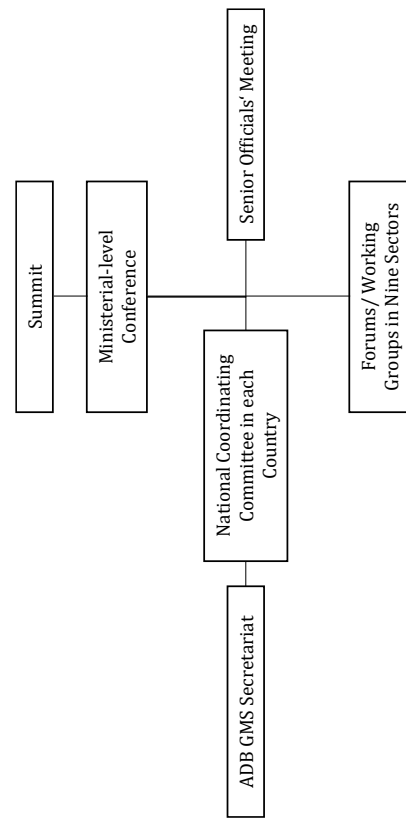 Summit
Ministerial-level
Conference
Senior Officials' Meeting
National Coordinating
Committee in each
Country
ADB GMS Secretariat
Forums/ Working
Groups in Nine Sectors